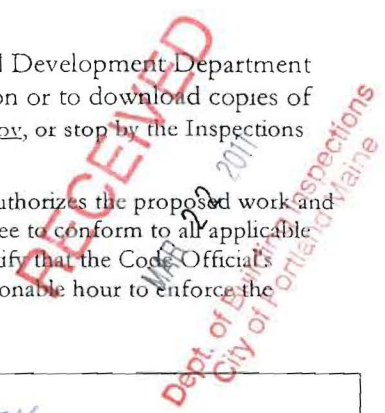 l Development Department
on or to download copies of
ov, or stop by the Inspections
uthorizes the proposed work and
ee to conform to all applicable
ify that the Code Official's
onable hour to enforce the
RECEIVED
MAR 22 2011
Dept. of Building Inspections
City of Portland Maine